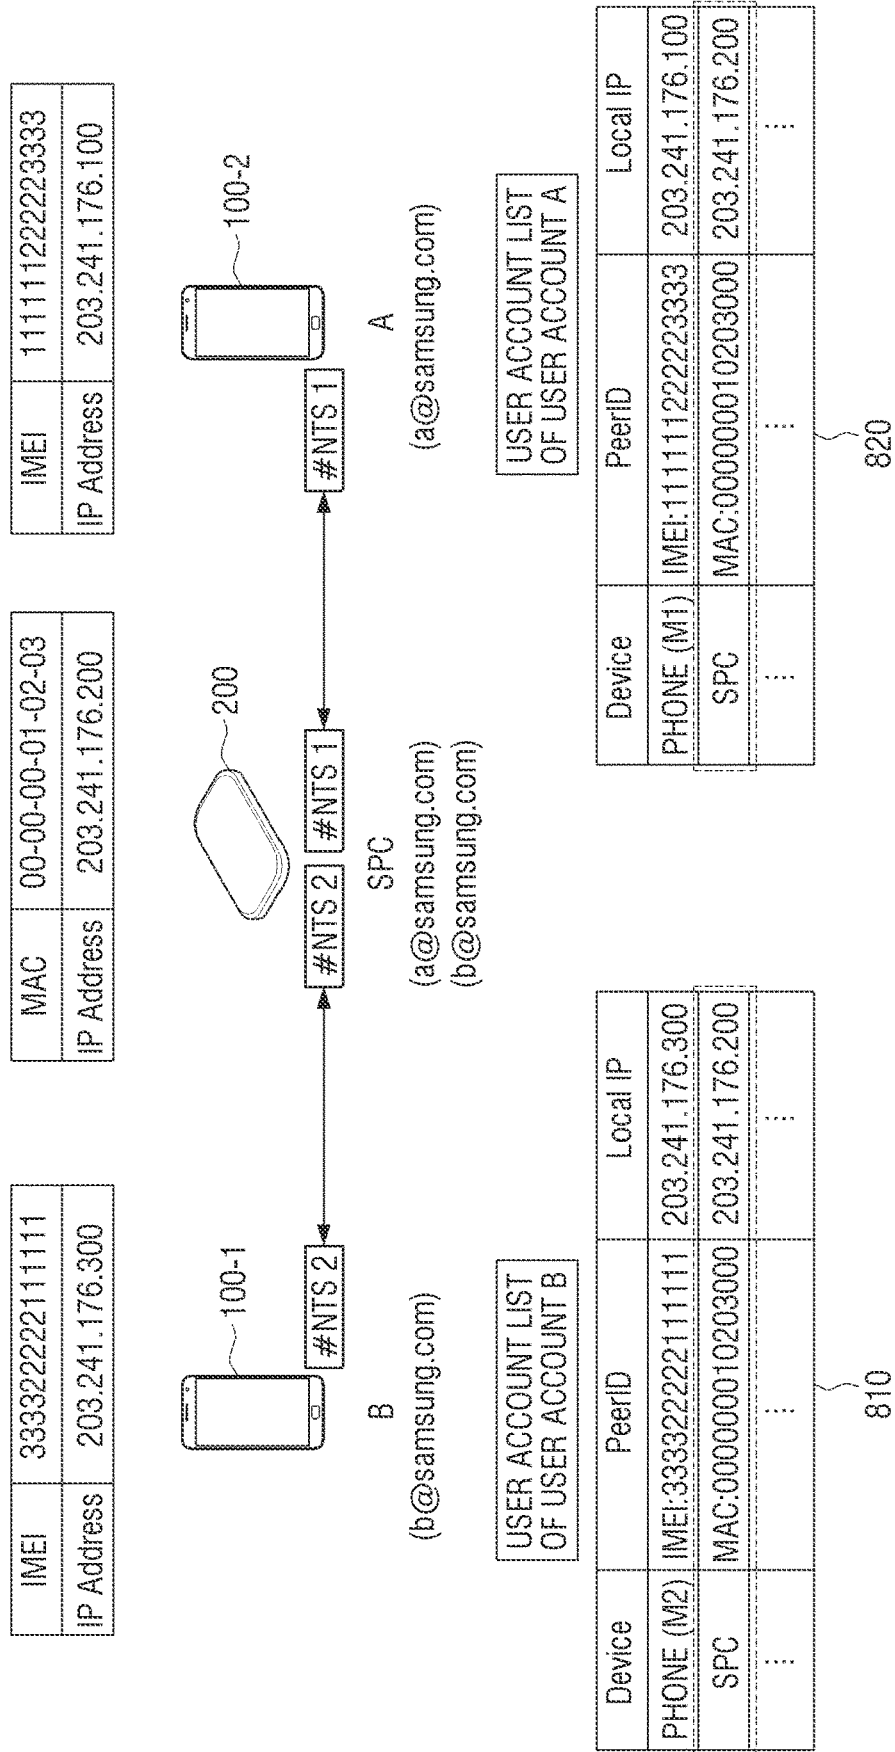 IMEI 333322222111111
IP Address 203.241.176.300
MAC 00-00-00-01-02-03
IP Address 203.241.176.200
IMEI 111111222223333
IP Address 203.241.176.100
100-1
200
100-2
#NTS 2
#NTS 2
#NTS 1
#NTS 1
B
SPC
A
(b@samsung.com)
(a@samsung.com)
(b@samsung.com)
(a@samsung.com)
USER ACCOUNT LIST
OF USER ACCOUNT B
Device PeerID Local IP
PHONE (M2) IMEI:333322222111111 203.241.176.300
SPC MAC:000000010203000 203.241.176.200
⋮ ⋮ ⋮
810
USER ACCOUNT LIST
OF USER ACCOUNT A
Device PeerID Local IP
PHONE (M1) IMEI:111111222223333 203.241.176.100
SPC MAC:000000010203000 203.241.176.200
⋮ ⋮ ⋮
820